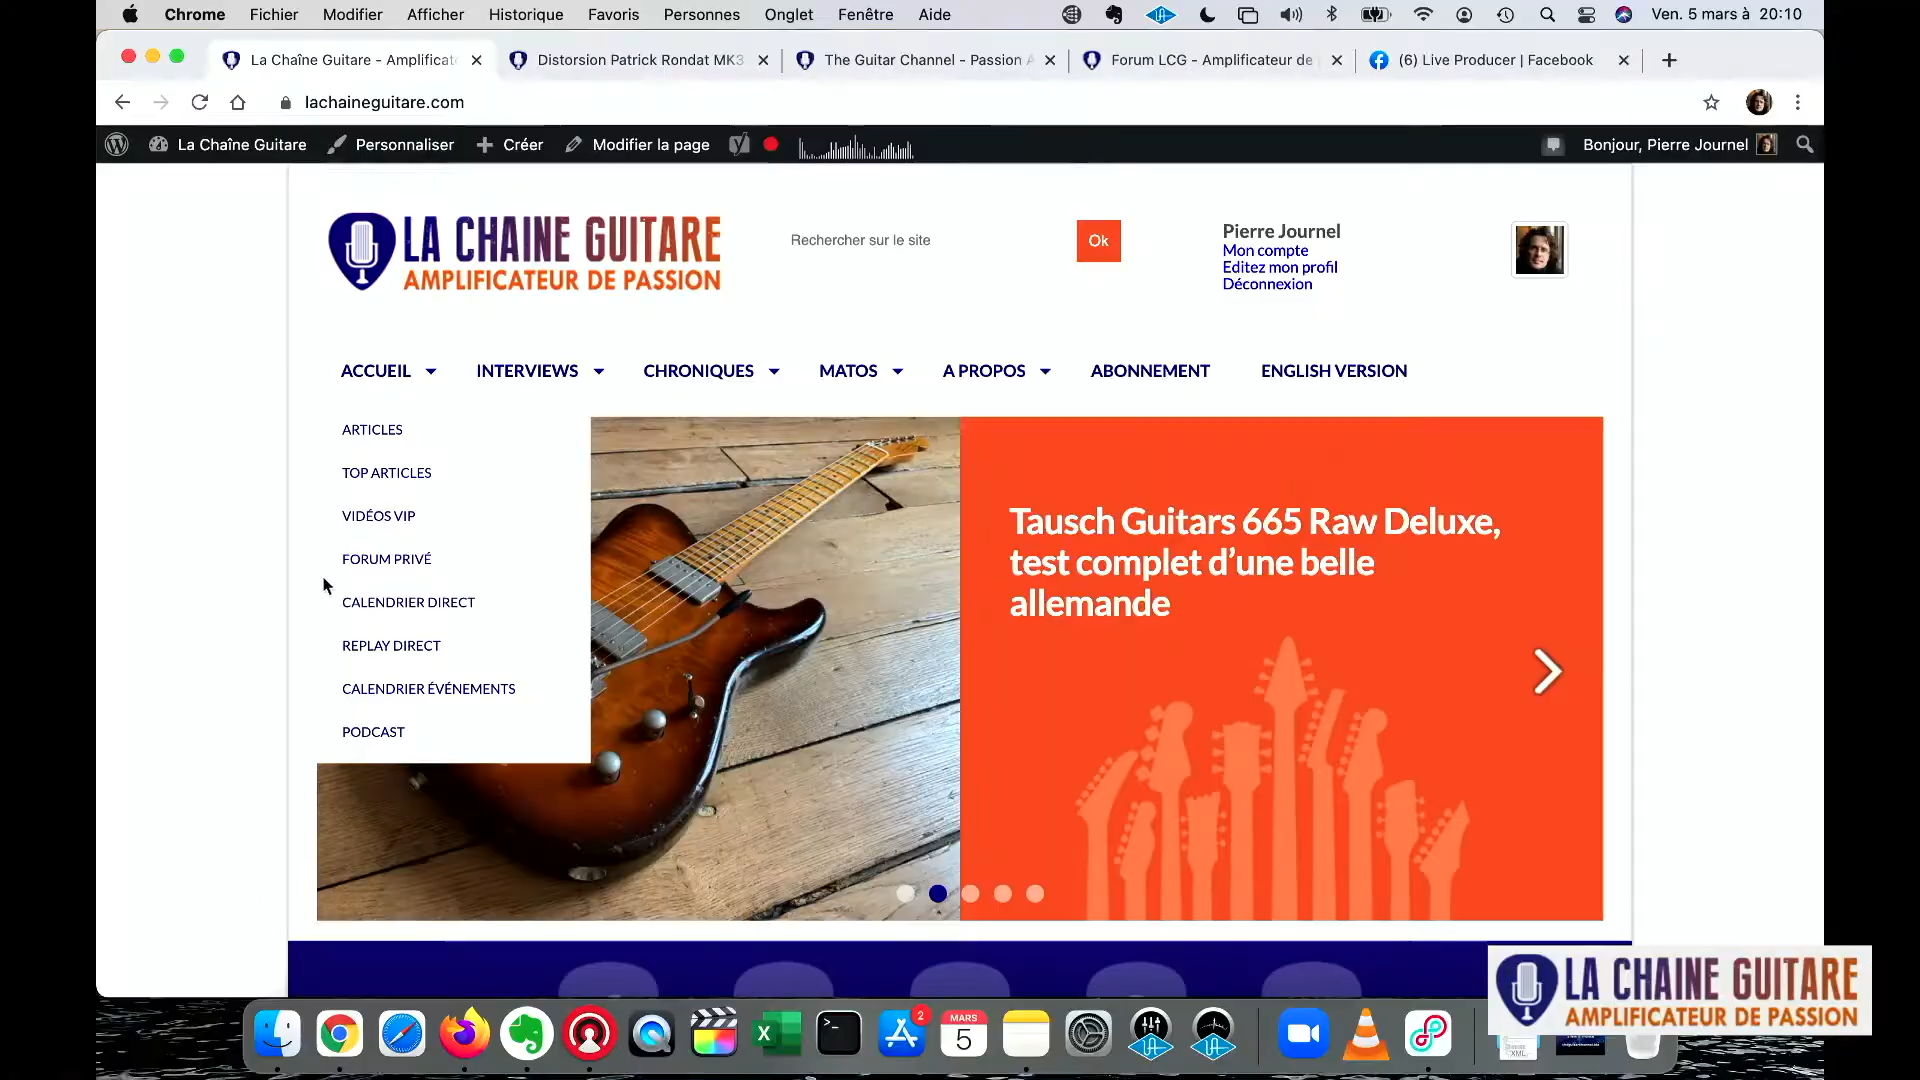 Chrome Fichier Modifier Afficher Historique Favoris Personnes Onglet Fenêtre Aide Ven. 5 mars à 20:10
La Chaîne Guitare - Amplificat
Distorsion Patrick Rondat MK3
The Guitar Channel - Passion A
Forum LCG - Amplificateur de
(6) Live Producer | Facebook
lachaineguitare.com
La Chaîne Guitare Personnaliser Créer Modifier la page Bonjour, Pierre Journel
LA CHAINE GUITARE
AMPLIFICATEUR DE PASSION
Rechercher sur le site
Ok
Pierre Journel
Mon compte
Editez mon profil
Déconnexion
ACCUEIL INTERVIEWS CHRONIQUES MATOS A PROPOS ABONNEMENT ENGLISH VERSION
ARTICLES
TOP ARTICLES
VIDÉOS VIP
FORUM PRIVÉ
CALENDRIER DIRECT
REPLAY DIRECT
CALENDRIER ÉVÉNEMENTS
PODCAST
Tausch Guitars 665 Raw Deluxe,
test complet d’une belle
allemande
2
MARS
5
XML
LA CHAINE GUITARE
AMPLIFICATEUR DE PASSION